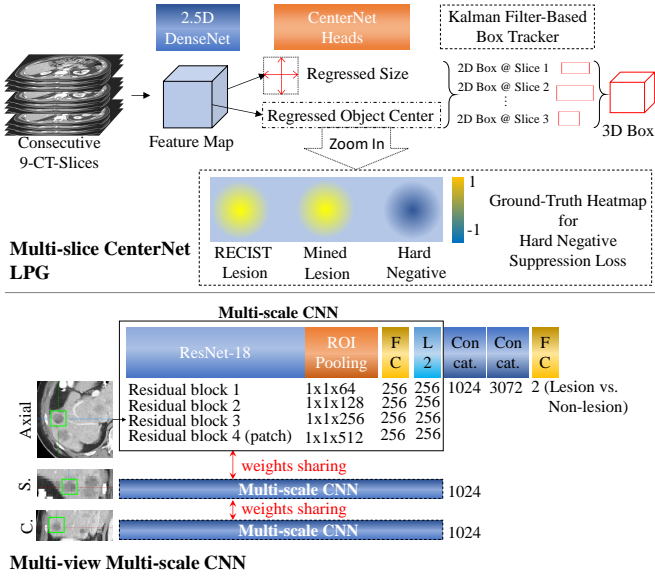 2.5D
DenseNet
CenterNet
Heads
Kalman Filter-Based
Box Tracker
Consecutive
9-CT-Slices
Feature Map
Regressed Size
Regressed Object Center
Zoom In
2D Box @ Slice 1
2D Box @ Slice 2
⋮
2D Box @ Slice 3
3D Box
RECIST
Lesion
Mined
Lesion
Hard
Negative
1
-1
Ground-Truth Heatmap
for
Hard Negative
Suppression Loss
Multi-slice CenterNet
LPG
Multi-scale CNN
ResNet-18
ROI
Pooling
F
C
L
2
Con
cat.
Con
cat.
F
C
Axial
Residual block 1 1x1x64 256 256 1024 3072 2 (Lesion vs.
Non-lesion)
Residual block 2 1x1x128 256 256
Residual block 3 1x1x256 256 256
Residual block 4 (patch) 1x1x512 256 256
weights sharing
S.
Multi-scale CNN 1024
weights sharing
C.
Multi-scale CNN 1024
Multi-view Multi-scale CNN